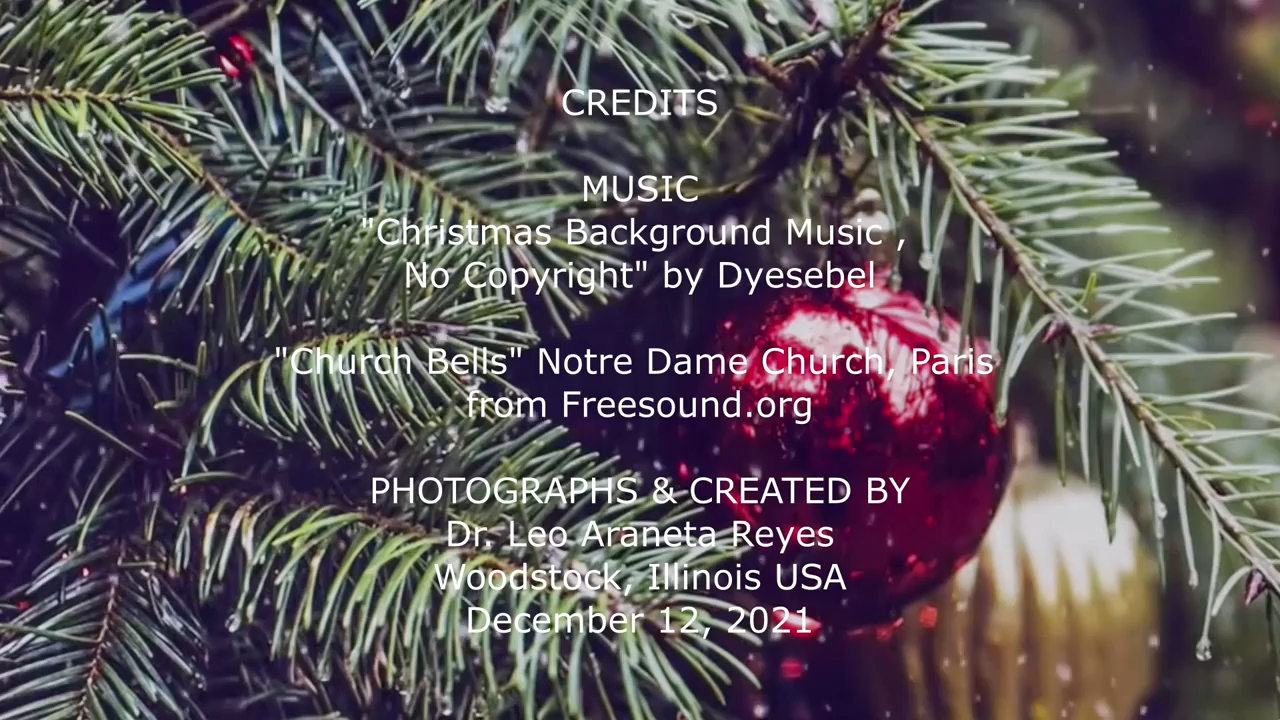 CREDITS
MUSIC
"Christmas Background Music ,
No Copyright" by Dyesebel
"Church Bells" Notre Dame Church, Paris
from Freesound.org
PHOTOGRAPHS & CREATED BY
Dr. Leo Araneta Reyes
Woodstock, Illinois USA
December 12, 2021